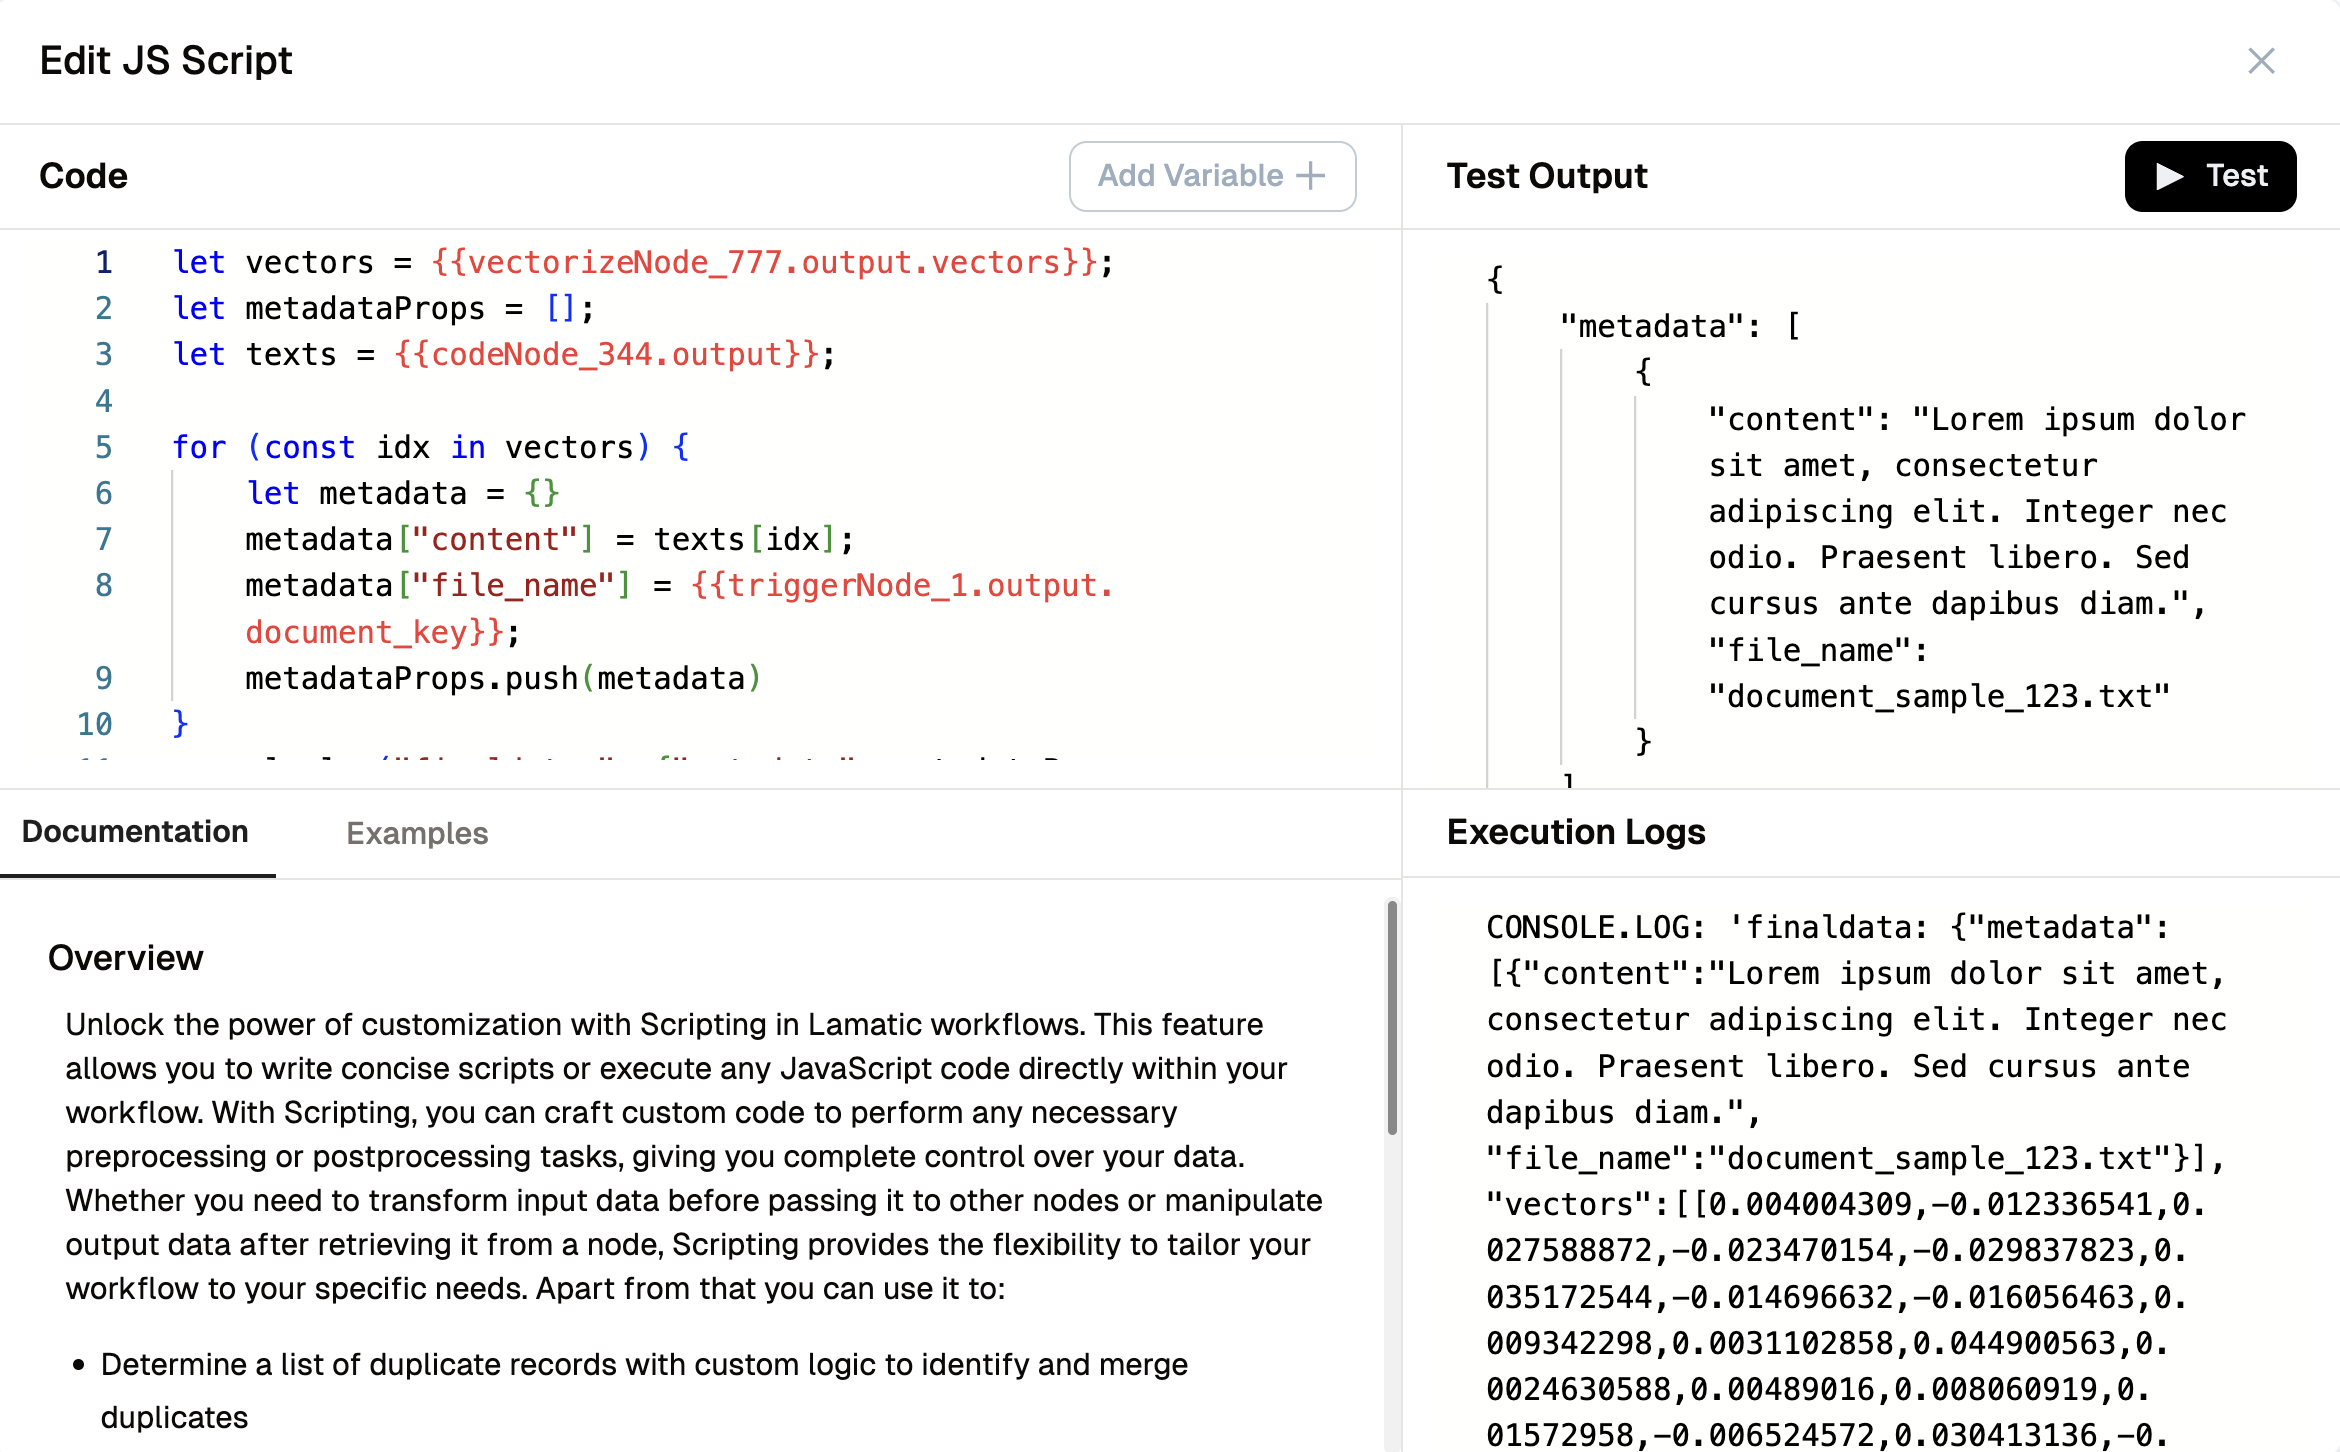 Edit JS Script
Code
Add Variable +
1 let vectors = {{vectorizeNode_777.output.vectors}};
2 let metadataProps = [];
3 let texts = {{codeNode_344.output}};
4
5 for (const idx in vectors) {
6 let metadata = {}
7 metadata["content"] = texts[idx];
8 metadata["file_name"] = {{triggerNode_1.output.
document_key}};
9 metadataProps.push(metadata)
10 }
Test Output
Test
{
"metadata": [
{
"content": "Lorem ipsum dolor
sit amet, consectetur
adipiscing elit. Integer nec
odio. Praesent libero. Sed
cursus ante dapibus diam.",
"file_name":
"document_sample_123.txt"
}
]
Documentation
Examples
Overview
Unlock the power of customization with Scripting in Lamatic workflows. This feature
allows you to write concise scripts or execute any JavaScript code directly within your
workflow. With Scripting, you can craft custom code to perform any necessary
preprocessing or postprocessing tasks, giving you complete control over your data.
Whether you need to transform input data before passing it to other nodes or manipulate
output data after retrieving it from a node, Scripting provides the flexibility to tailor your
workflow to your specific needs. Apart from that you can use it to:
• Determine a list of duplicate records with custom logic to identify and merge
duplicates
Execution Logs
CONSOLE.LOG: 'finaldata: {"metadata":
[{"content":"Lorem ipsum dolor sit amet,
consectetur adipiscing elit. Integer nec
odio. Praesent libero. Sed cursus ante
dapibus diam.",
"file_name":"document_sample_123.txt"}],
"vectors":[[0.004004309,-0.012336541,0.
027588872,-0.023470154,-0.029837823,0.
035172544,-0.014696632,-0.016056463,0.
009342298,0.0031102858,0.044900563,0.
0024630588,0.00489016,0.008060919,0.
01572958,-0.006524572,0.030413136,-0.